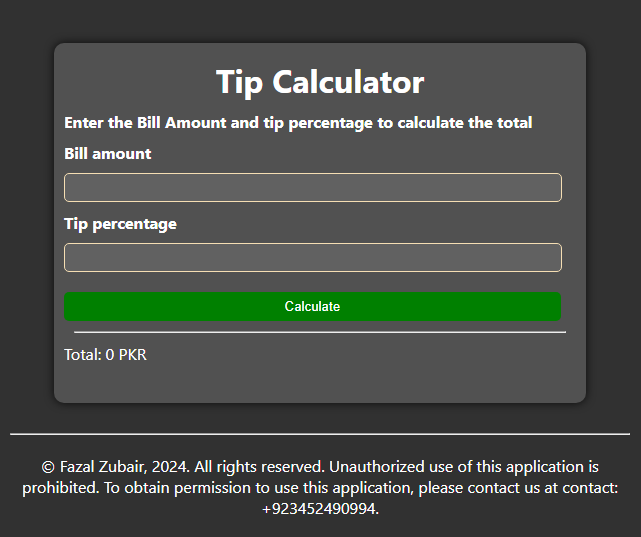 Tip Calculator
Enter the Bill Amount and tip percentage to calculate the total
Bill amount
Tip percentage
Calculate
Total: 0 PKR
© Fazal Zubair, 2024. All rights reserved. Unauthorized use of this application is
prohibited. To obtain permission to use this application, please contact us at contact:
+923452490994.